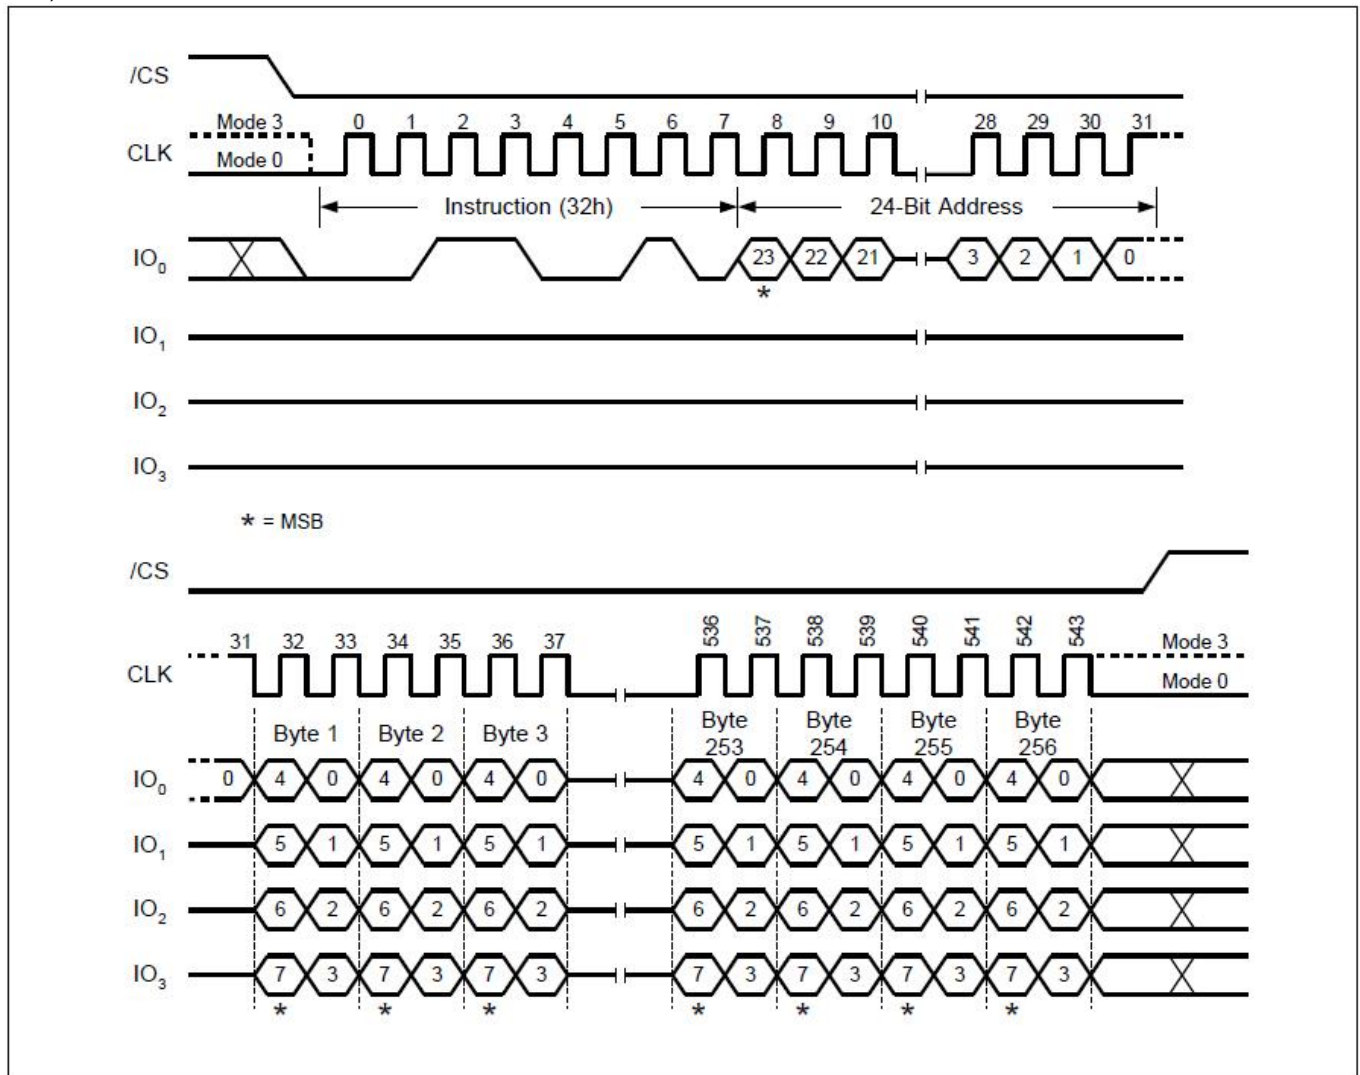 /CS
Mode 3 0 1 2 3 4 5 6 7 8 9 10 28 29 30 31
CLK
Mode 0
Instruction (32h) 24-Bit Address
IO0 23 22 21 3 2 1 0
*
IO1
IO2
IO3
* = MSB
/CS
31 32 33 34 35 36 37 536 537 538 539 540 541 542 543 Mode 3
CLK
Mode 0
Byte 1 Byte 2 Byte 3 Byte 253 Byte 254 Byte 255 Byte 256
IO0 0 4 0 4 0 4 0 4 0 4 0 4 0 4 0
IO1 5 1 5 1 5 1 5 1 5 1 5 1 5 1
IO2 6 2 6 2 6 2 6 2 6 2 6 2 6 2
IO3 7 3 7 3 7 3 7 3 7 3 7 3 7 3
* * * * * * *